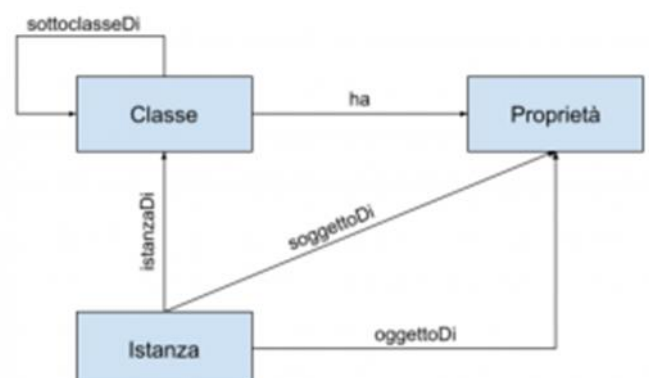 sottoclasseDi
ha
Classe
Proprietà
istanzaDi
soggettoDi
oggettoDi
Istanza